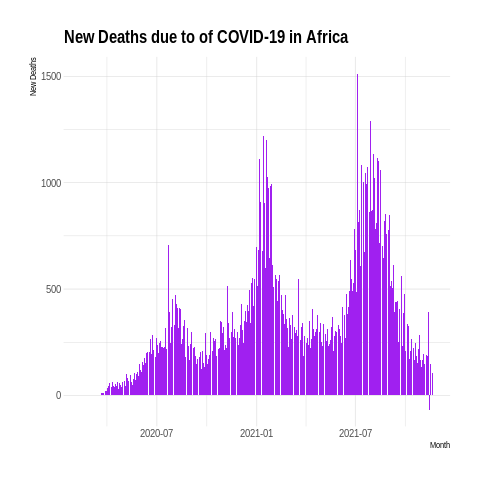 New Deaths due to of COVID-19 in Africa
New Deaths
1500
1000
500
0
2020-07
2021-01
2021-07
Month